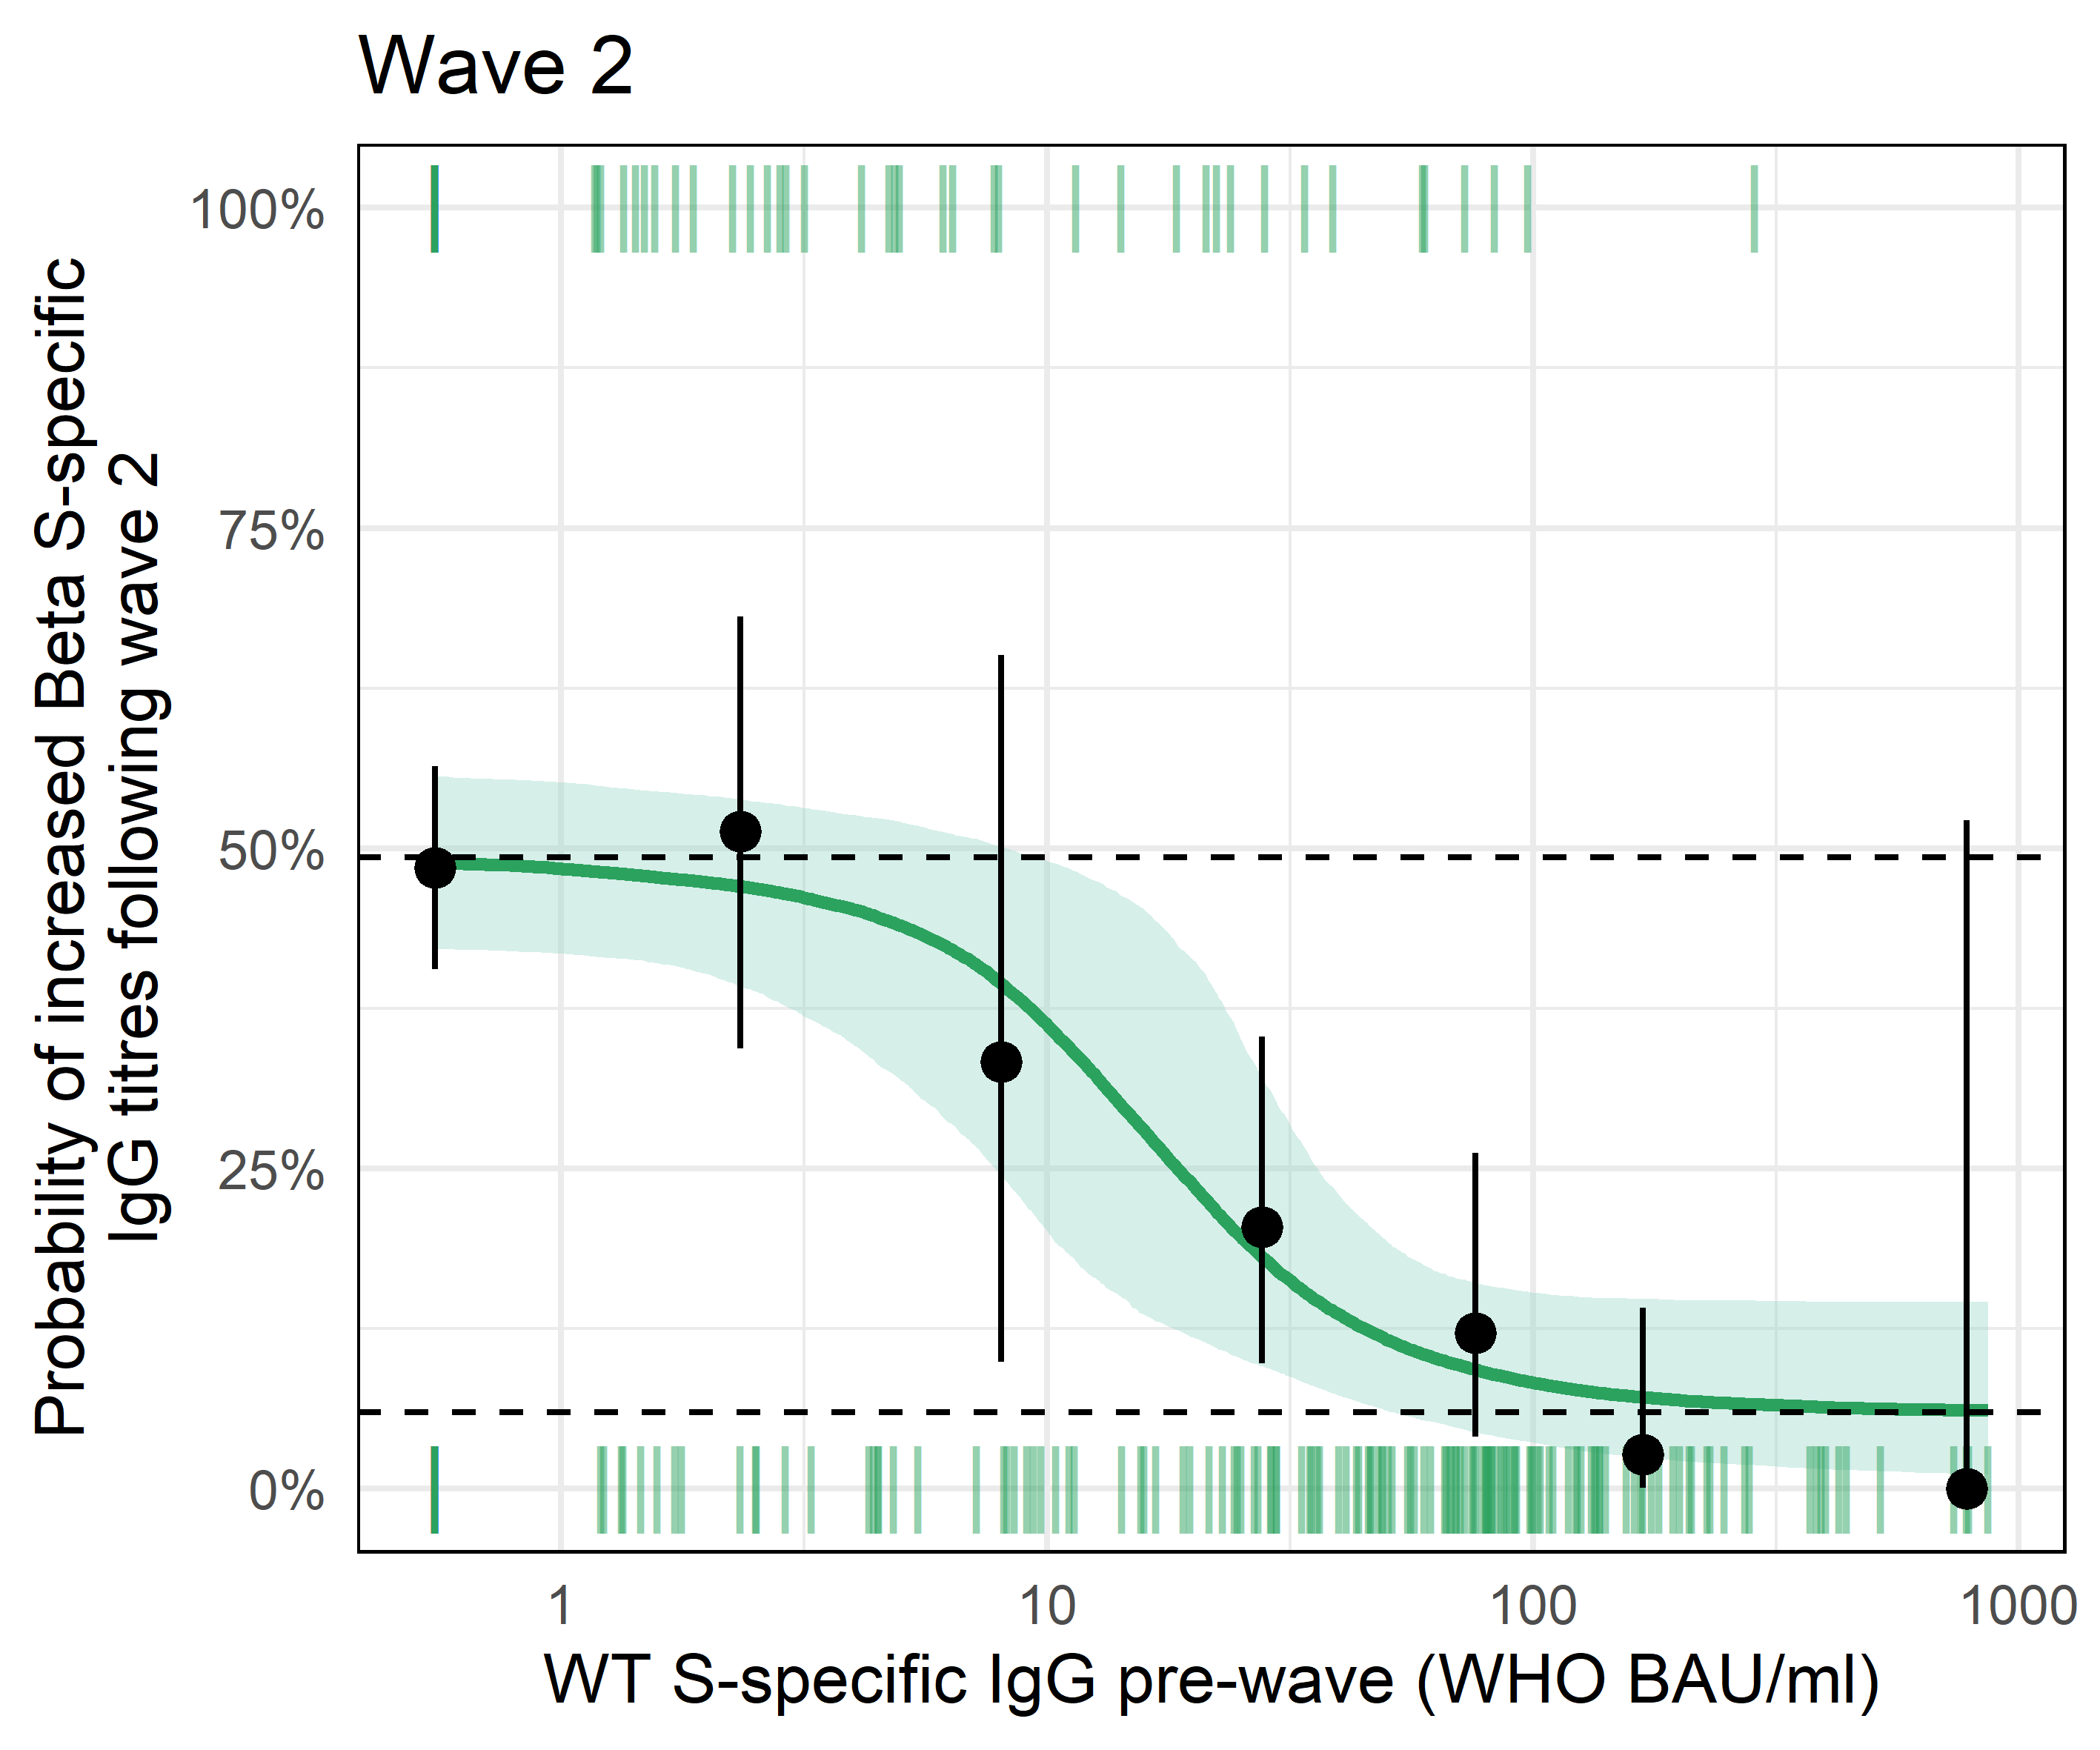 Wave 2
Probability of increased Beta S-specific
IgG titres following wave 2
100%
75%
50%
25%
0%
1 10 100 1000
WT S-specific IgG pre-wave (WHO BAU/ml)